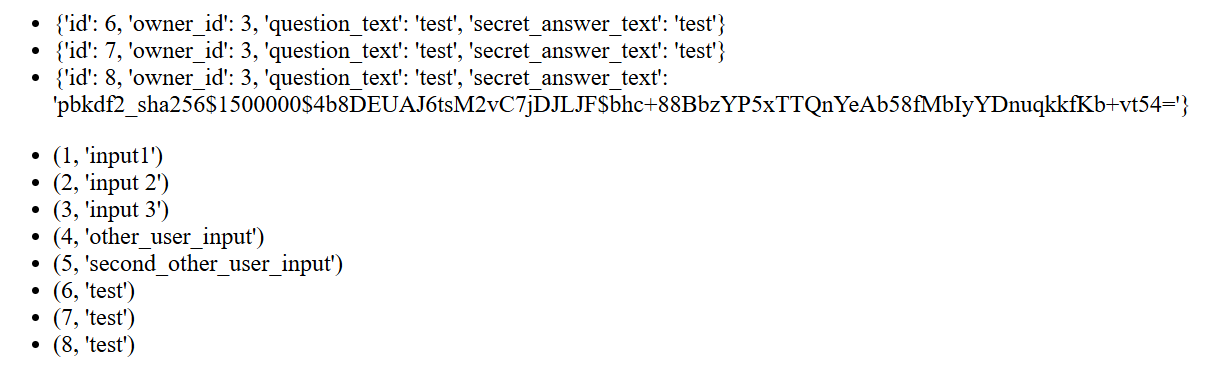 {'id': 6, 'owner_id': 3, 'question_text': 'test', 'secret_answer_text': 'test'}
{'id': 7, 'owner_id': 3, 'question_text': 'test', 'secret_answer_text': 'test'}
{'id': 8, 'owner_id': 3, 'question_text': 'test', 'secret_answer_text':
'pbkdf2_sha256$1500000$4b8DEUAJ6tsM2vC7jDJLJF$bhc+88BbzYP5xTTQnYeAb58fMbIyYDnuqkkfKb+vt54='}
(1, 'input1')
(2, 'input 2')
(3, 'input 3')
(4, 'other_user_input')
(5, 'second_other_user_input')
(6, 'test')
(7, 'test')
(8, 'test')